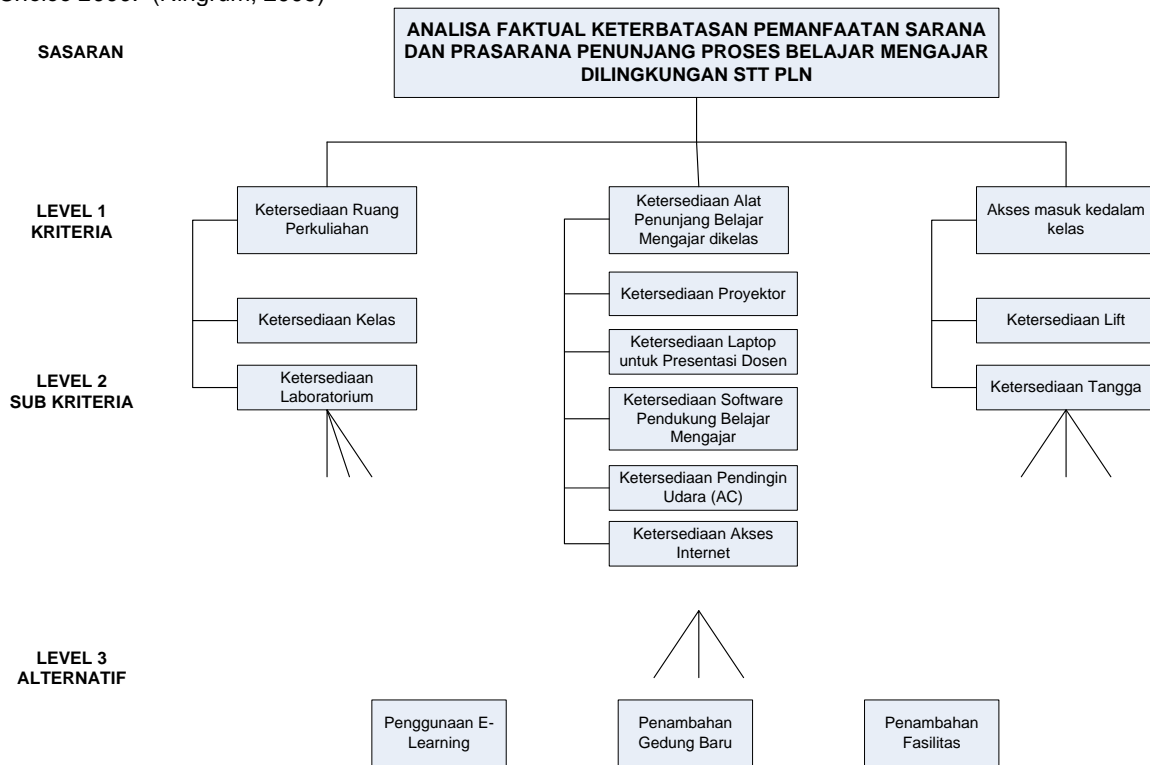 (Ningrum, 2009)
ANALISA FAKTUAL KETERBATASAN PEMANFAATAN SARANA
DAN PRASARANA PENUNJANG PROSES BELAJAR MENGAJAR
DILINGKUNGAN STT PLN
SASARAN
LEVEL 1
KRITERIA
Ketersediaan Ruang
Perkuliahan
Ketersediaan Alat
Penunjang Belajar
Mengajar dikelas
Akses masuk kedalam
kelas
Ketersediaan Kelas
Ketersediaan Proyektor
Ketersediaan Lift
Ketersediaan Laptop
untuk Presentasi Dosen
LEVEL 2
SUB KRITERIA
Ketersediaan
Laboratorium
Ketersediaan Software
Pendukung Belajar
Mengajar
Ketersediaan Tangga
Ketersediaan Pendingin
Udara (AC)
Ketersediaan Akses
Internet
LEVEL 3
ALTERNATIF
Penggunaan E-
Learning
Penambahan
Gedung Baru
Penambahan
Fasilitas